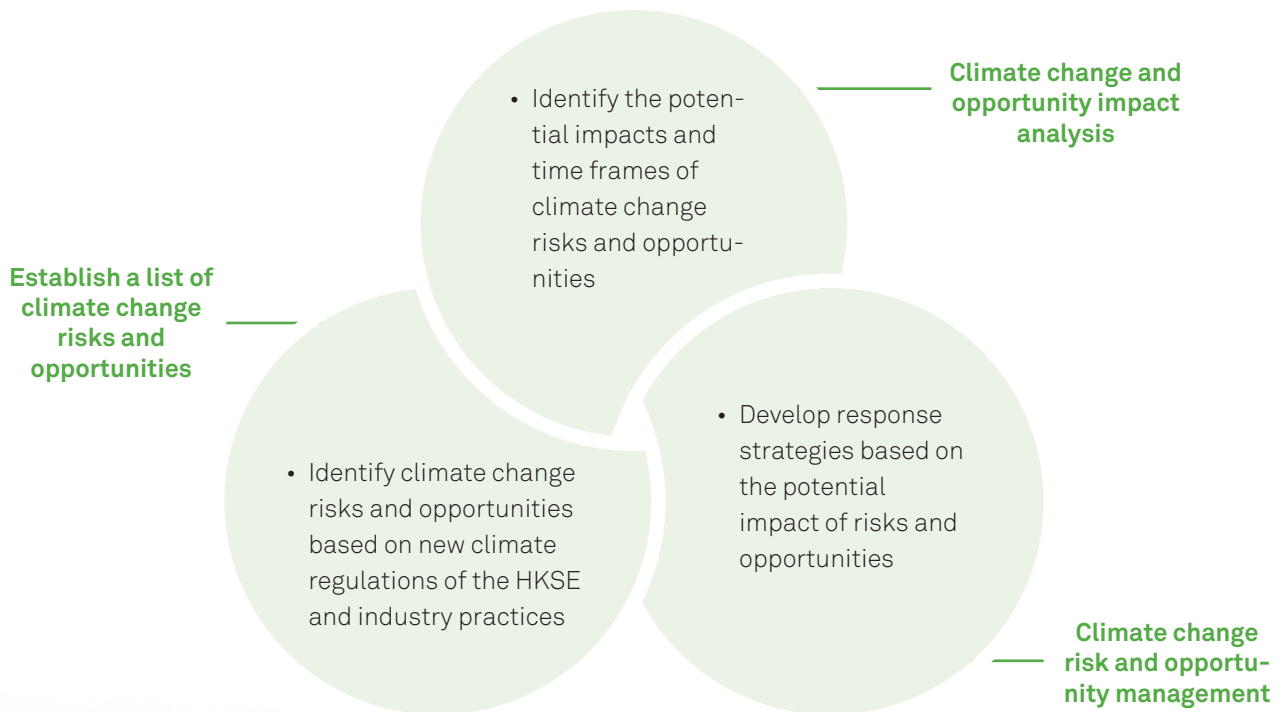 Climate change and
opportunity impact
analysis
• Identify the poten-
tial impacts and
time frames of
climate change
risks and opportu-
nities
Establish a list of
climate change
risks and
opportunities
• Identify climate change
risks and opportunities
based on new climate
regulations of the HKSE
and industry practices
• Develop response
strategies based on
the potential
impact of risks and
opportunities
Climate change
risk and opportu-
nity management